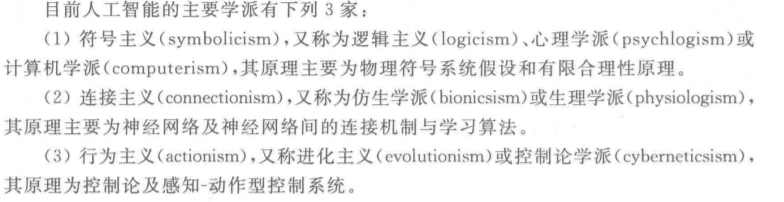 目前人工智能的主要学派有下列 3 家：
(1) 符号主义(symbolicism),又称为逻辑主义(logicism)、心理学派(psychlogism)或
计算机学派(computerism),其原理主要为物理符号系统假设和有限合理性原理。
(2) 连接主义(connectionism),又称为仿生学派(bionicsism)或生理学派(physiologism),
其原理主要为神经网络及神经网络间的连接机制与学习算法。
(3) 行为主义(actionism),又称进化主义(evolutionism)或控制论学派(cyberneticsism),
其原理为控制论及感知-动作型控制系统。